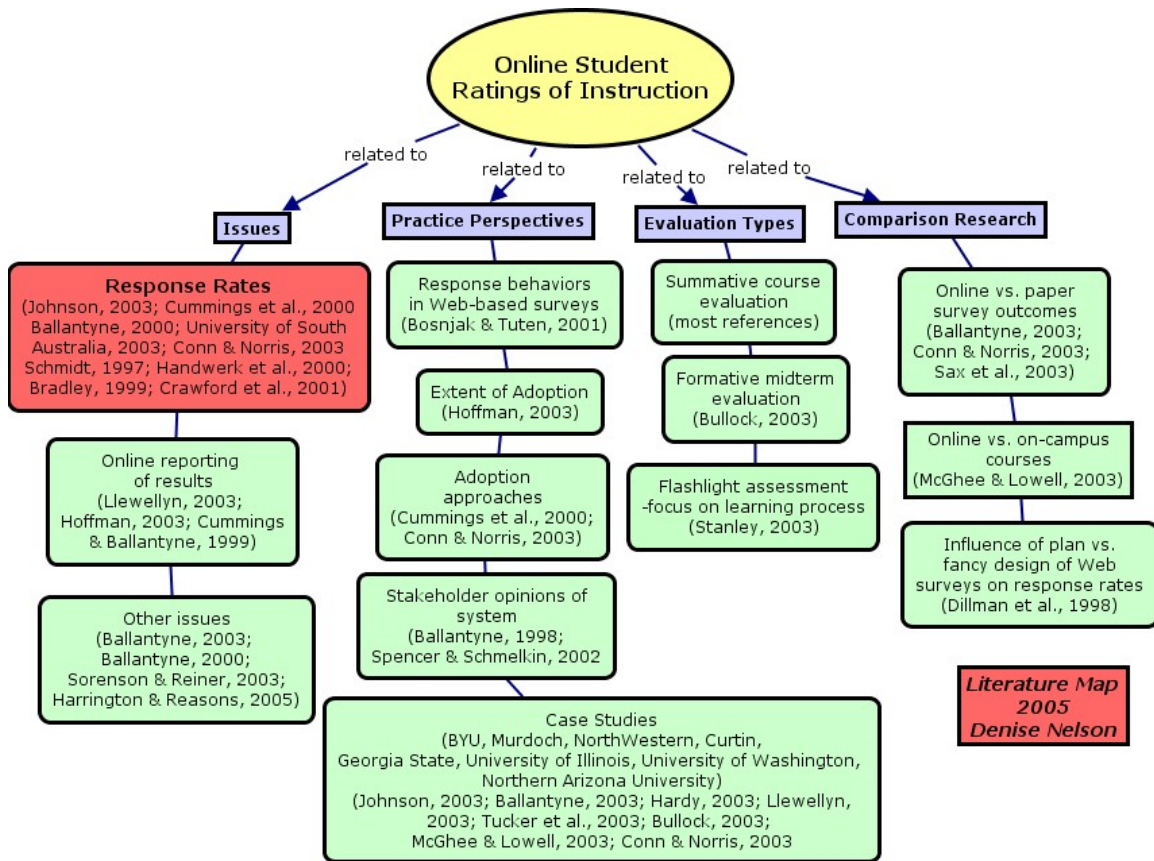 Online Student
Ratings of Instruction
related to
related to
related to
related to
Issues
Response Rates
(Johnson, 2003; Cummings et al., 2000
Ballantyne, 2000; University of South
Australia, 2003; Conn & Norris, 2003
Schmidt, 1997; Handwerk et al., 2000;
Bradley, 1999; Crawford et al., 2001)
Online reporting
of results
(Llewellyn, 2003;
Hoffman, 2003; Cummings
& Ballantyne, 1999)
Other issues
(Ballantyne, 2003;
Ballantyne, 2000;
Sorenson & Reiner, 2003;
Harrington & Reasons, 2005)
Practice Perspectives
Response behaviors
in Web-based surveys
(Bosnjak & Tuten, 2001)
Extent of Adoption
(Hoffman, 2003)
Adoption
approaches
(Cummings et al., 2000;
Conn & Norris, 2003)
Stakeholder opinions of
system
(Ballantyne, 1998;
Spencer & Schmelkin, 2002
Case Studies
(BYU, Murdoch, NorthWestern, Curtin,
Georgia State, University of Illinois, University of Washington,
Northern Arizona University)
(Johnson, 2003; Ballantyne, 2003; Hardy, 2003; Llewellyn,
2003; Tucker et al., 2003; Bullock, 2003;
McGhee & Lowell, 2003; Conn & Norris, 2003
Evaluation Types
Summative course
evaluation
(most references)
Formative midterm
evaluation
(Bullock, 2003)
Flashlight assessment
-focus on learning process
(Stanley, 2003)
Comparison Research
Online vs. paper
survey outcomes
(Ballantyne, 2003;
Conn & Norris, 2003;
Sax et al., 2003)
Online vs. on-campus
courses
(McGhee & Lowell, 2003)
Influence of plan vs.
fancy design of Web
surveys on response rates
(Dillman et al., 1998)
Literature Map
2005
Denise Nelson